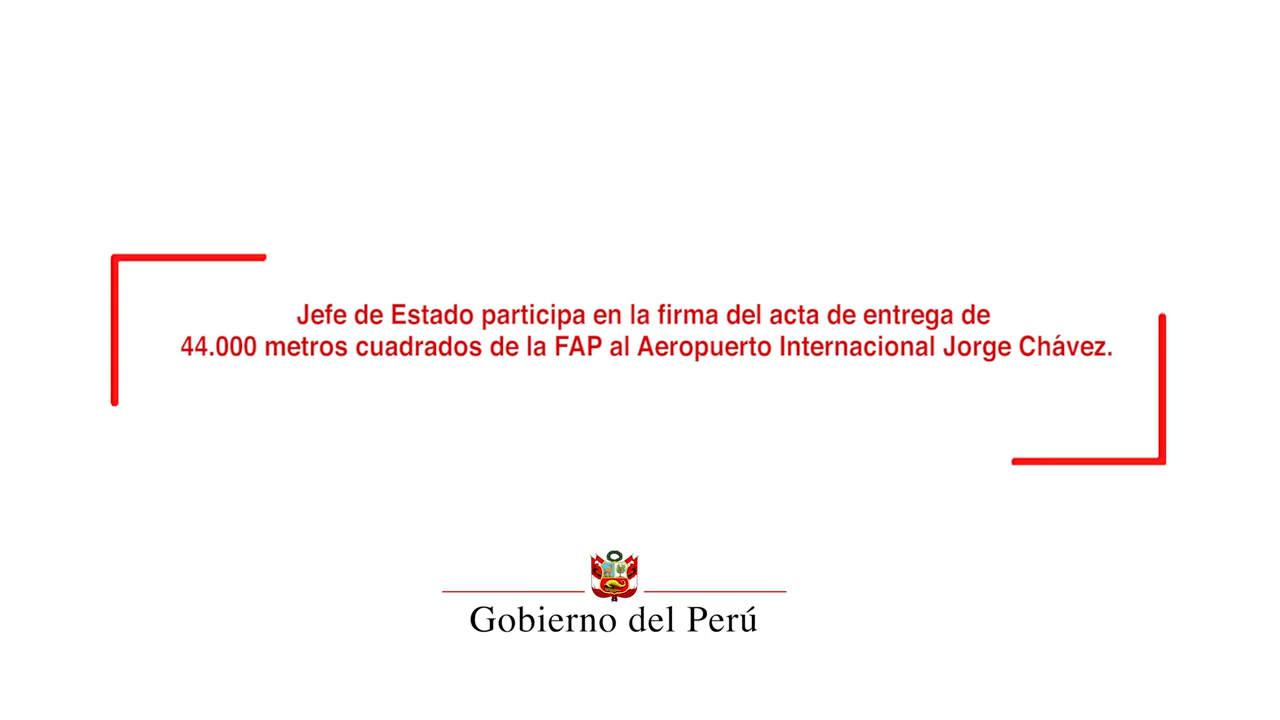 Jefe de Estado participa en la firma del acta de entrega de
44.000 metros cuadrados de la FAP al Aeropuerto Internacional Jorge Chávez.
Gobierno del Perú